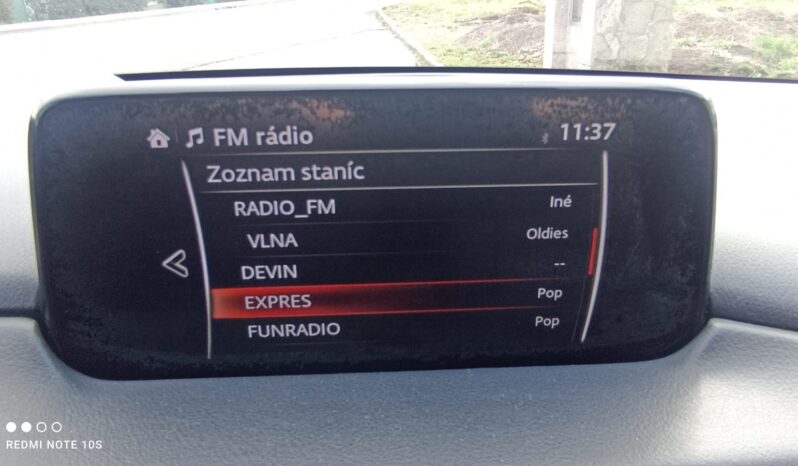 FM rádio
11:37
Zoznam staníc
RADIO_FM Iné
VLNA Oldies
DEVIN --
EXPRES Pop
FUNRADIO Pop
REDMI NOTE 10S